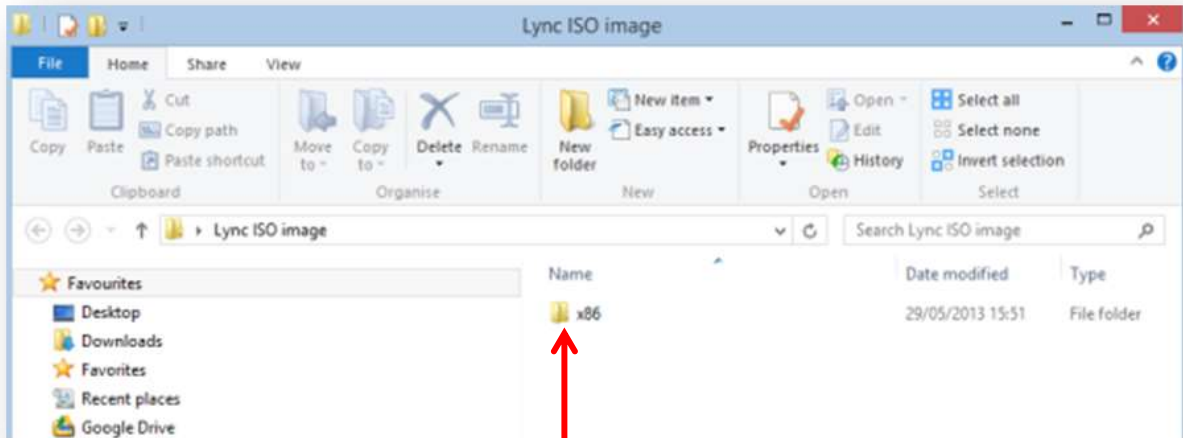 Lync ISO image
File Home Share View
Copy
Paste
Cut
Copy path
Paste shortcut
Clipboard
Move to
Copy to
Delete
Rename
Organise
New folder
New item
Easy access
New
Properties
Open
Edit
History
Open
Select all
Select none
Invert selection
Select
Lync ISO image
Search Lync ISO image
Favourites
Desktop
Downloads
Favorites
Recent places
Google Drive
Name Date modified Type
x86 29/05/2013 15:51 File folder